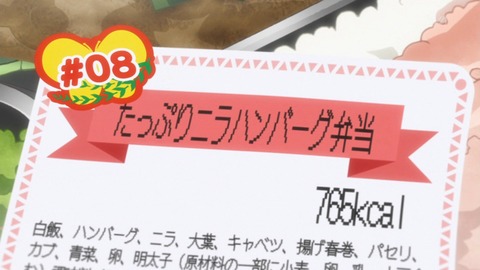 #08
たっぷりニラハンバーグ弁当
765kcal
白飯、ハンバーグ、ニラ、大葉、キャベツ、揚げ春巻、パセリ、
カブ、青菜、卵、明太子（原材料の一部に小麦、卵、乳、